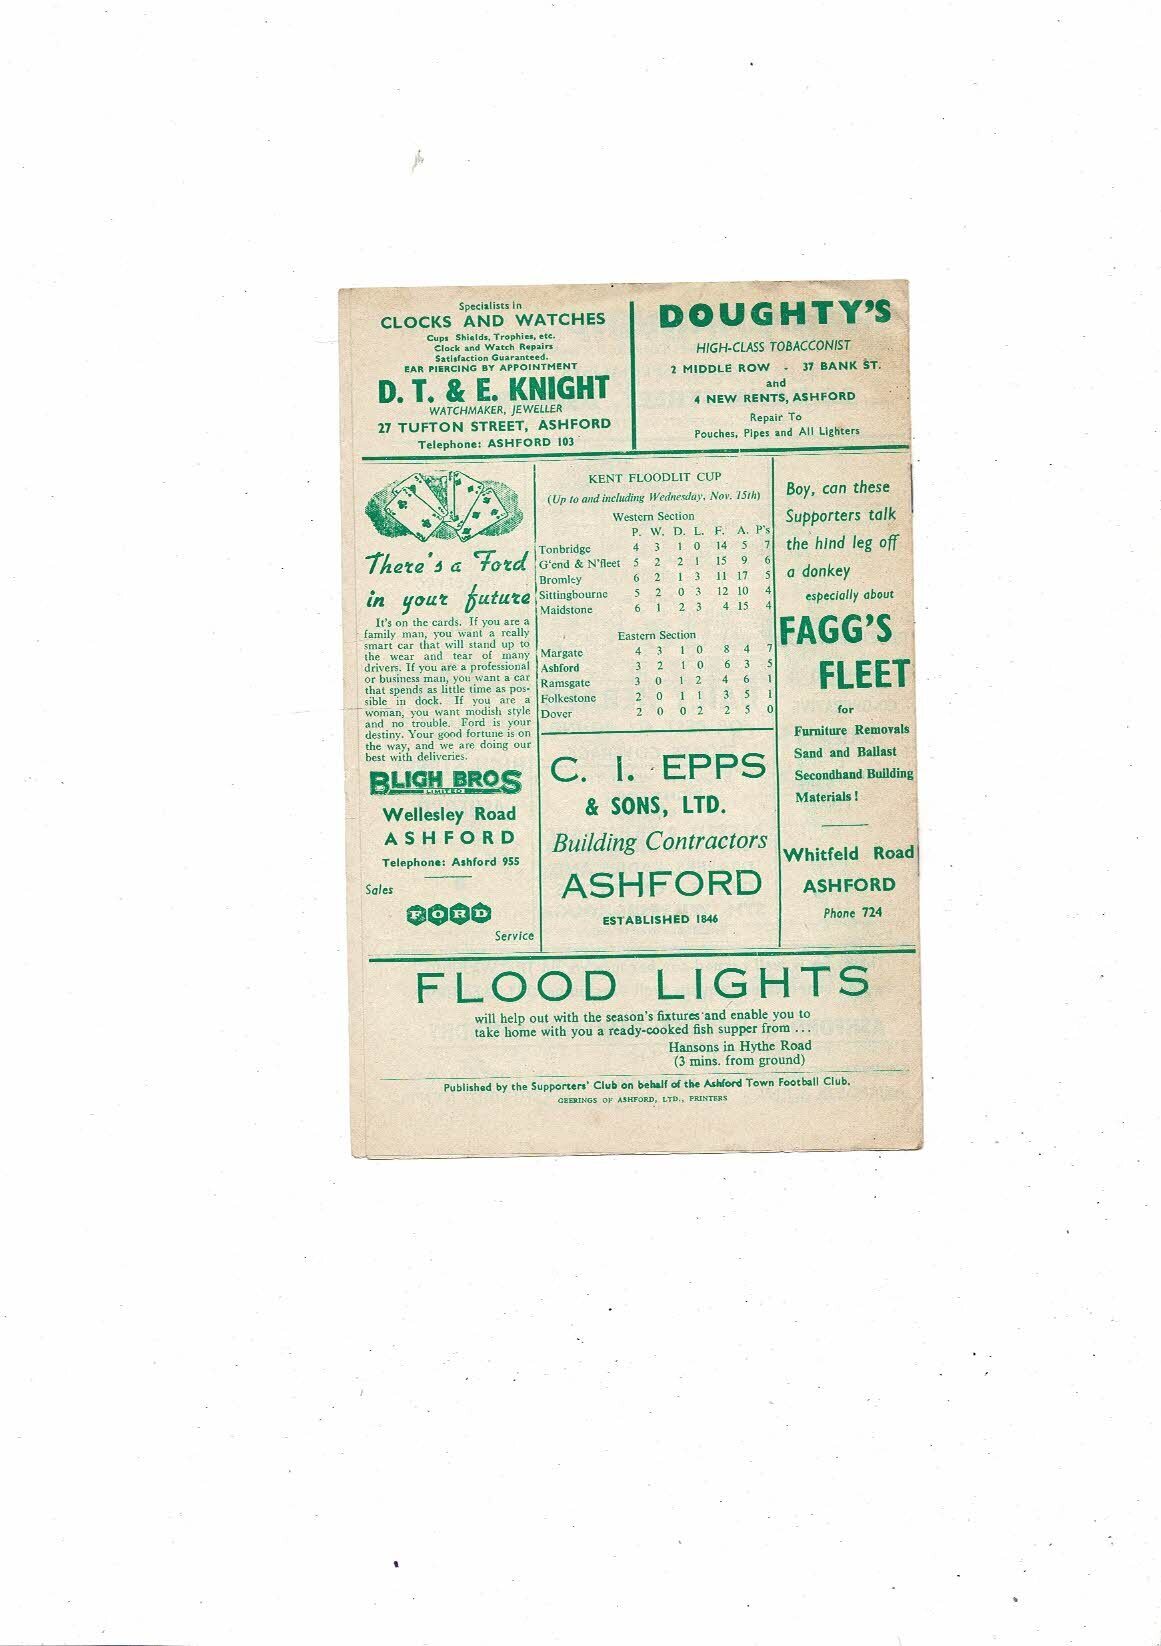 Specialists in
CLOCKS AND WATCHES
Cups Shields, Trophies, etc.
Clock and Watch Repairs
Satisfaction Guaranteed.
EAR PIERCING BY APPOINTMENT
D. T. & E. KNIGHT
WATCHMAKER, JEWELLER
27 TUFTON STREET, ASHFORD
Telephone: ASHFORD 103
DOUGHTY'S
HIGH-CLASS TOBACCONIST
2 MIDDLE ROW - 37 BANK ST.
and
4 NEW RENTS, ASHFORD
Repair To
Pouches, Pipes and All Lighters
There's a Ford
in your future
It's on the cards. If you are a
family man, you want a really
smart car that will stand up to
the wear and tear of many
drivers. If you are a professional
or business man, you want a car
that spends as little time as pos-
sible in dock. If you are a
woman, you want modish style
and no trouble. Ford is your
destiny. Your good fortune is on
the way, and we are doing our
best with deliveries.
BLIGH BROS
LIMITED
Wellesley Road
ASHFORD
Telephone: Ashford 955
Sales
FORD
Service
KENT FLOODLIT CUP
(Up to and including Wednesday, Nov. 15th)
Western Section
P. W. D. L. F. A. P's
Tonbridge 4 3 1 0 14 5 7
G'end & N'fleet 5 2 2 1 15 9 6
Bromley 6 2 1 3 11 17 5
Sittingbourne 5 2 0 3 12 10 4
Maidstone 6 1 2 3 4 15 4
Eastern Section
Margate 4 3 1 0 8 4 7
Ashford 3 2 1 0 6 3 5
Ramsgate 3 0 1 2 4 6 1
Folkestone 2 0 1 1 3 5 1
Dover 2 0 0 2 2 5 0
C. I. EPPS
& SONS, LTD.
Building Contractors
ASHFORD
ESTABLISHED 1846
Boy, can these
Supporters talk
the hind leg off
a donkey
especially about
FAGG'S
FLEET
for
Furniture Removals
Sand and Ballast
Secondhand Building
Materials!
Whitfeld Road
ASHFORD
Phone 724
FLOOD LIGHTS
will help out with the season's fixtures and enable you to
take home with you a ready-cooked fish supper from ...
Hansons in Hythe Road
(3 mins. from ground)
Published by the Supporters' Club on behalf of the Ashford Town Football Club.
GEERINGS OF ASHFORD, LTD., PRINTERS